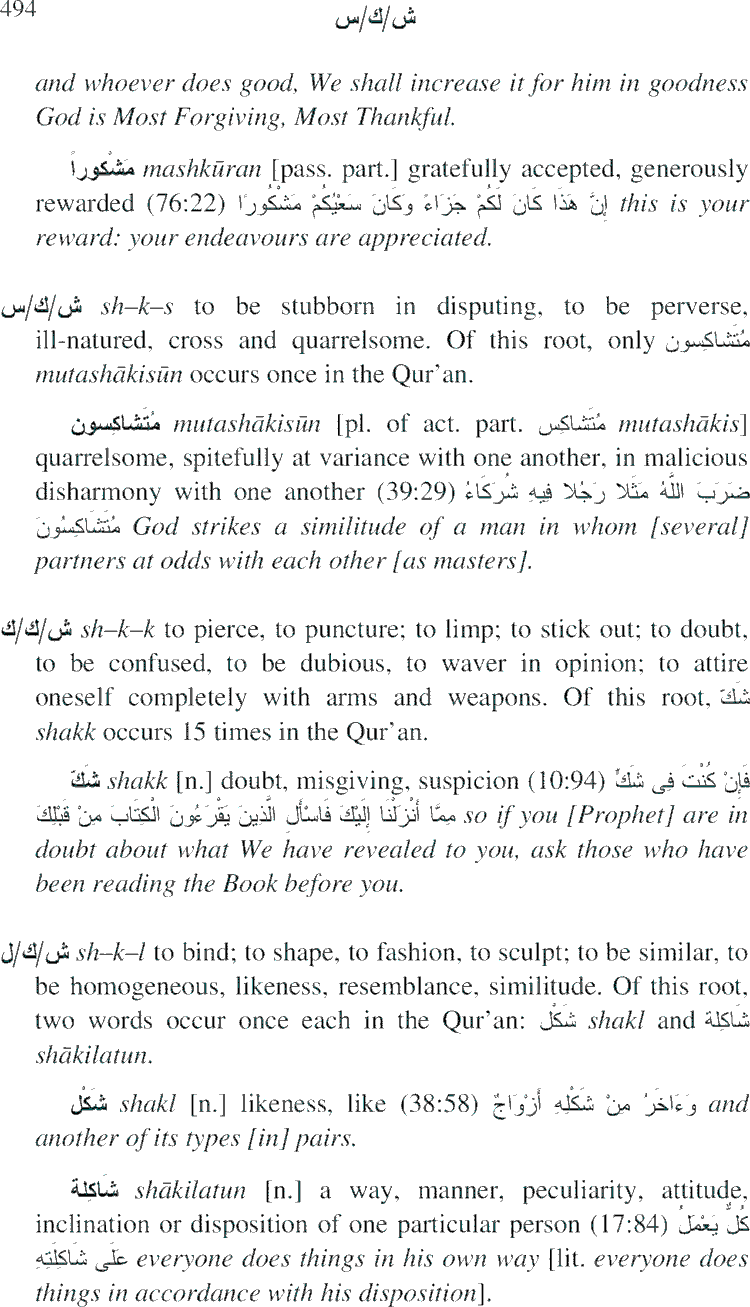 494
ش/ك/س
and whoever does good, We shall increase it for him in goodness
God is Most Forgiving, Most Thankful.
مَشْكوراً mashkūran [pass. part.] gratefully accepted, generously
rewarded (76:22) إِنَّ هَذَا كَانَ لَكُمْ جَزَاءً وَكَانَ سَعْيُكُمْ مَشْكُورًا this is your
reward: your endeavours are appreciated.
ش/ك/س sh–k–s to be stubborn in disputing, to be perverse,
ill-natured, cross and quarrelsome. Of this root, only مُتَشاكِسون
mutashākisūn occurs once in the Qur’an.
مُتَشاكِسون mutashākisūn [pl. of act. part. مُتَشاكِس mutashākis]
quarrelsome, spitefully at variance with one another, in malicious
disharmony with one another (39:29) ضَرَبَ اللَّهُ مَثَلا رَجُلا فِيهِ شُرَكَاءُ
مُتَشَاكِسُونَ God strikes a similitude of a man in whom [several]
partners at odds with each other [as masters].
ش/ك/ك sh–k–k to pierce, to puncture; to limp; to stick out; to doubt,
to be confused, to be dubious, to waver in opinion; to attire
oneself completely with arms and weapons. Of this root, شَكّ
shakk occurs 15 times in the Qur’an.
شَكّ shakk [n.] doubt, misgiving, suspicion (10:94) فَإِنْ كُنْتَ فِى شَكٍّ
مِمَّا أَنْزَلْنَا إِلَيْكَ فَاسْأَلِ الَّذِينَ يَقْرَءُونَ الْكِتَابَ مِنْ قَبْلِكَ so if you [Prophet] are in
doubt about what We have revealed to you, ask those who have
been reading the Book before you.
ش/ك/ل sh–k–l to bind; to shape, to fashion, to sculpt; to be similar, to
be homogeneous, likeness, resemblance, similitude. Of this root,
two words occur once each in the Qur’an: شَكْل shakl and شَاكِلة
shākilatun.
شَكْل shakl [n.] likeness, like (38:58) وَءَاخَرُ مِنْ شَكْلِهِ أَزْوَاجٌ and
another of its types [in] pairs.
شَاكِلة shākilatun [n.] a way, manner, peculiarity, attitude,
inclination or disposition of one particular person (17:84) كُلٌّ يَعْمَلُ
عَلَى شَاكِلَتِهِ everyone does things in his own way [lit. everyone does
things in accordance with his disposition].